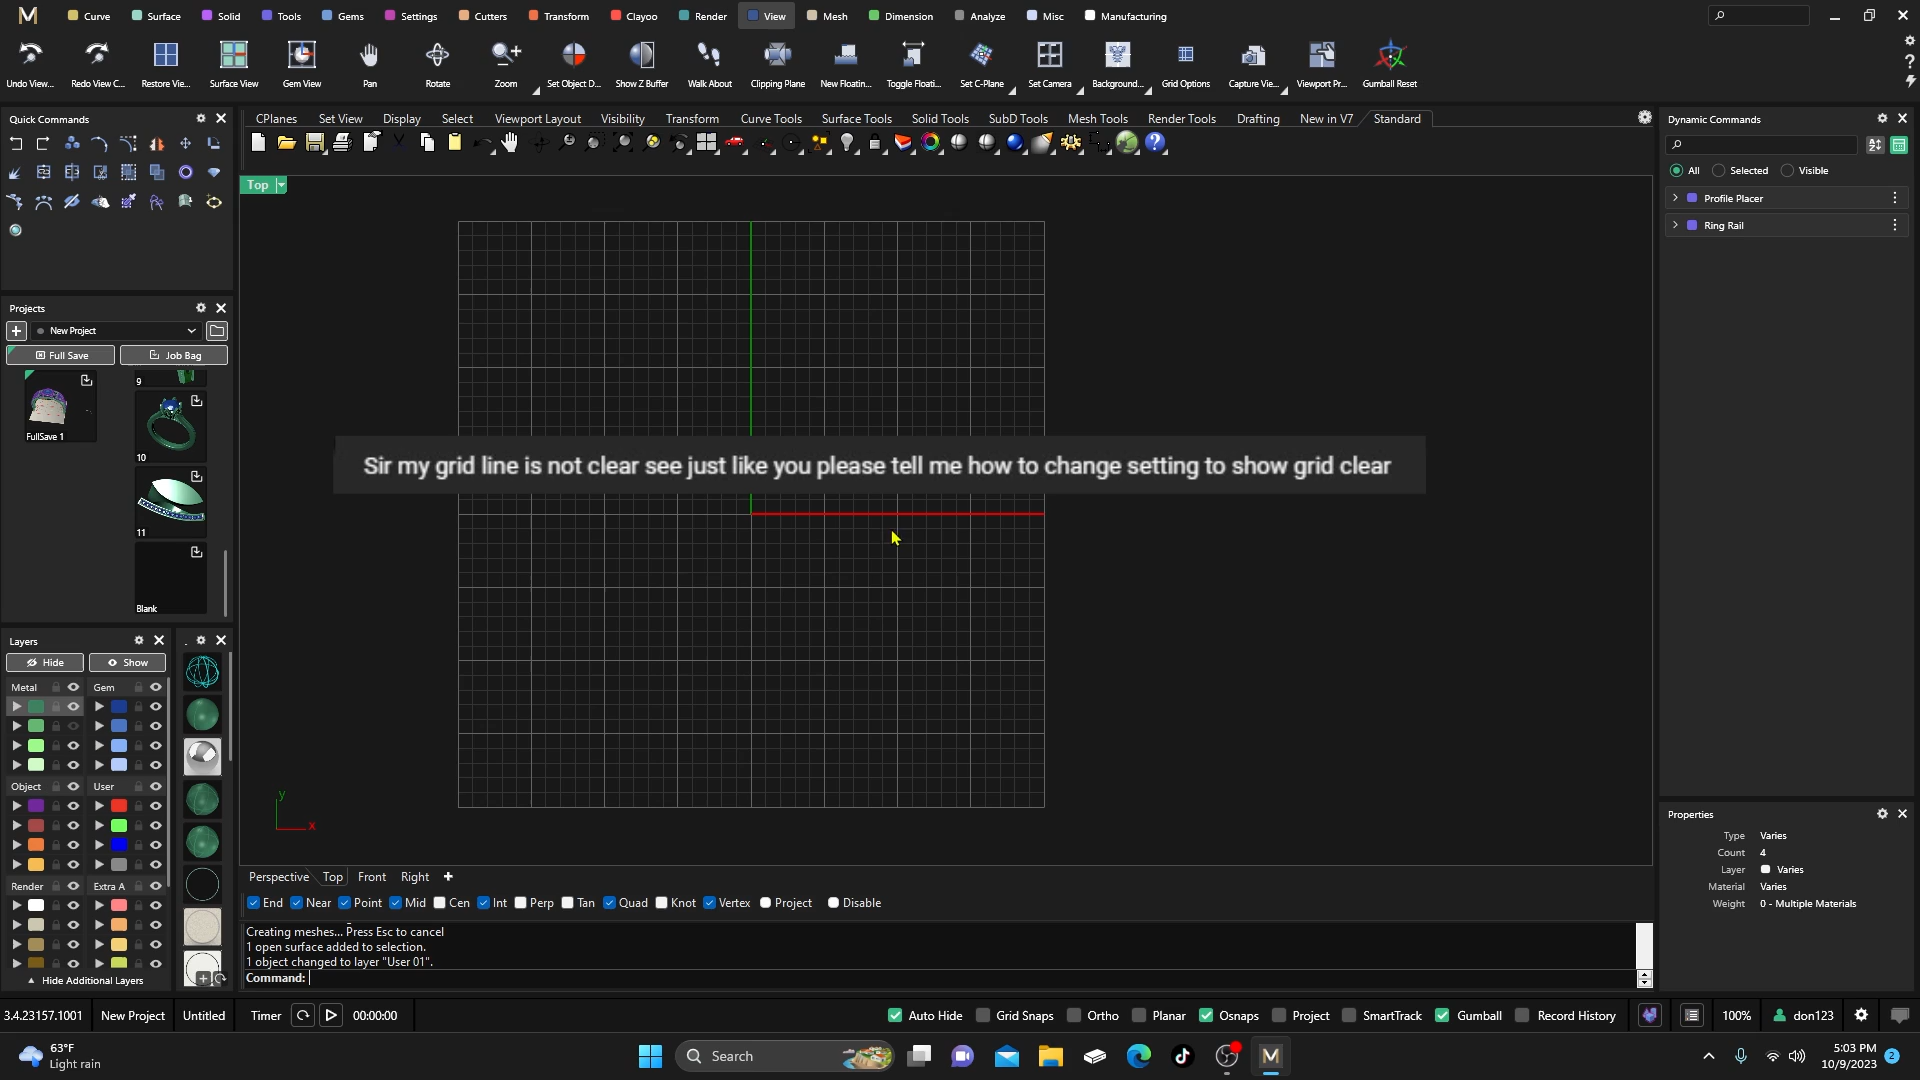 Curve Surface Solid Tools Gems Settings Cutters Transform Clayoo Render View Mesh Dimension Analyze Misc Manufacturing
Undo View... Redo View C... Restore Vie... Surface View Gem View Pan Rotate Zoom Set Object D... Show Z Buffer Walk About Clipping Plane New Floatin... Toggle Floati... Set C-Plane Set Camera Background... Grid Options Capture Vie... Viewport Pr... Gumball Reset
Quick Commands
CPlanes Set View Display Select Viewport Layout Visibility Transform Curve Tools Surface Tools Solid Tools SubD Tools Mesh Tools Render Tools Drafting New in V7 Standard
Dynamic Commands
All Selected Visible
Profile Placer
Ring Rail
Top
Projects
New Project
Full Save Job Bag
9
FullSave 1
10
11
Blank
Sir my grid line is not clear see just like you please tell me how to change setting to show grid clear
y
x
Layers
Hide Show
Metal Gem
Object User
Render Extra A
Hide Additional Layers
Properties
Type Varies
Count 4
Layer Varies
Material Varies
Weight 0 - Multiple Materials
Perspective Top Front Right
End Near Point Mid Cen Int Perp Tan Quad Knot Vertex Project Disable
Creating meshes... Press Esc to cancel
1 open surface added to selection.
1 object changed to layer "User 01".
Command:
3.4.23157.1001 New Project Untitled Timer 00:00:00 Auto Hide Grid Snaps Ortho Planar Osnaps Project SmartTrack Gumball Record History 100% don123
63°F
Light rain
Search
5:03 PM
10/9/2023
2